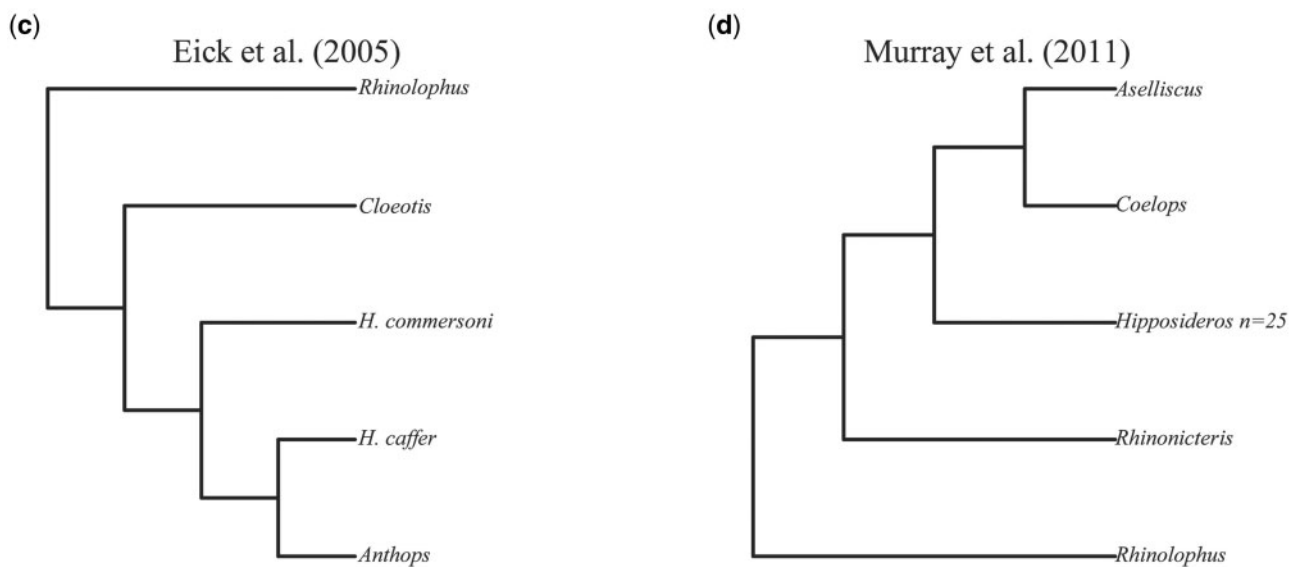 (c)
Eick et al. (2005)
Rhinolophus
Cloeotis
H. commersoni
H. caffer
Anthops
(d)
Murray et al. (2011)
Aselliscus
Coelops
Hipposideros n=25
Rhinonicteris
Rhinolophus